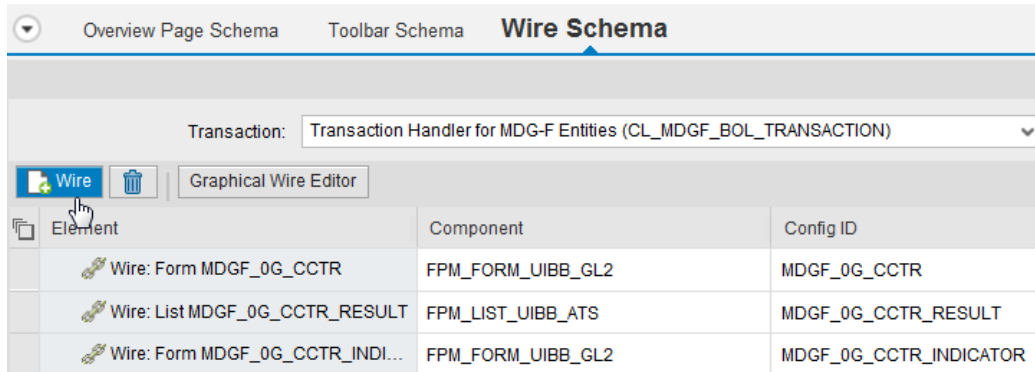 Overview Page Schema Toolbar Schema Wire Schema
Transaction: Transaction Handler for MDG-F Entities (CL_MDGF_BOL_TRANSACTION)
Wire Graphical Wire Editor
Element Component Config ID
Wire: Form MDGF_0G_CCTR FPM_FORM_UIBB_GL2 MDGF_0G_CCTR
Wire: List MDGF_0G_CCTR_RESULT FPM_LIST_UIBB_ATS MDGF_0G_CCTR_RESULT
Wire: Form MDGF_0G_CCTR_INDI... FPM_FORM_UIBB_GL2 MDGF_0G_CCTR_INDICATOR